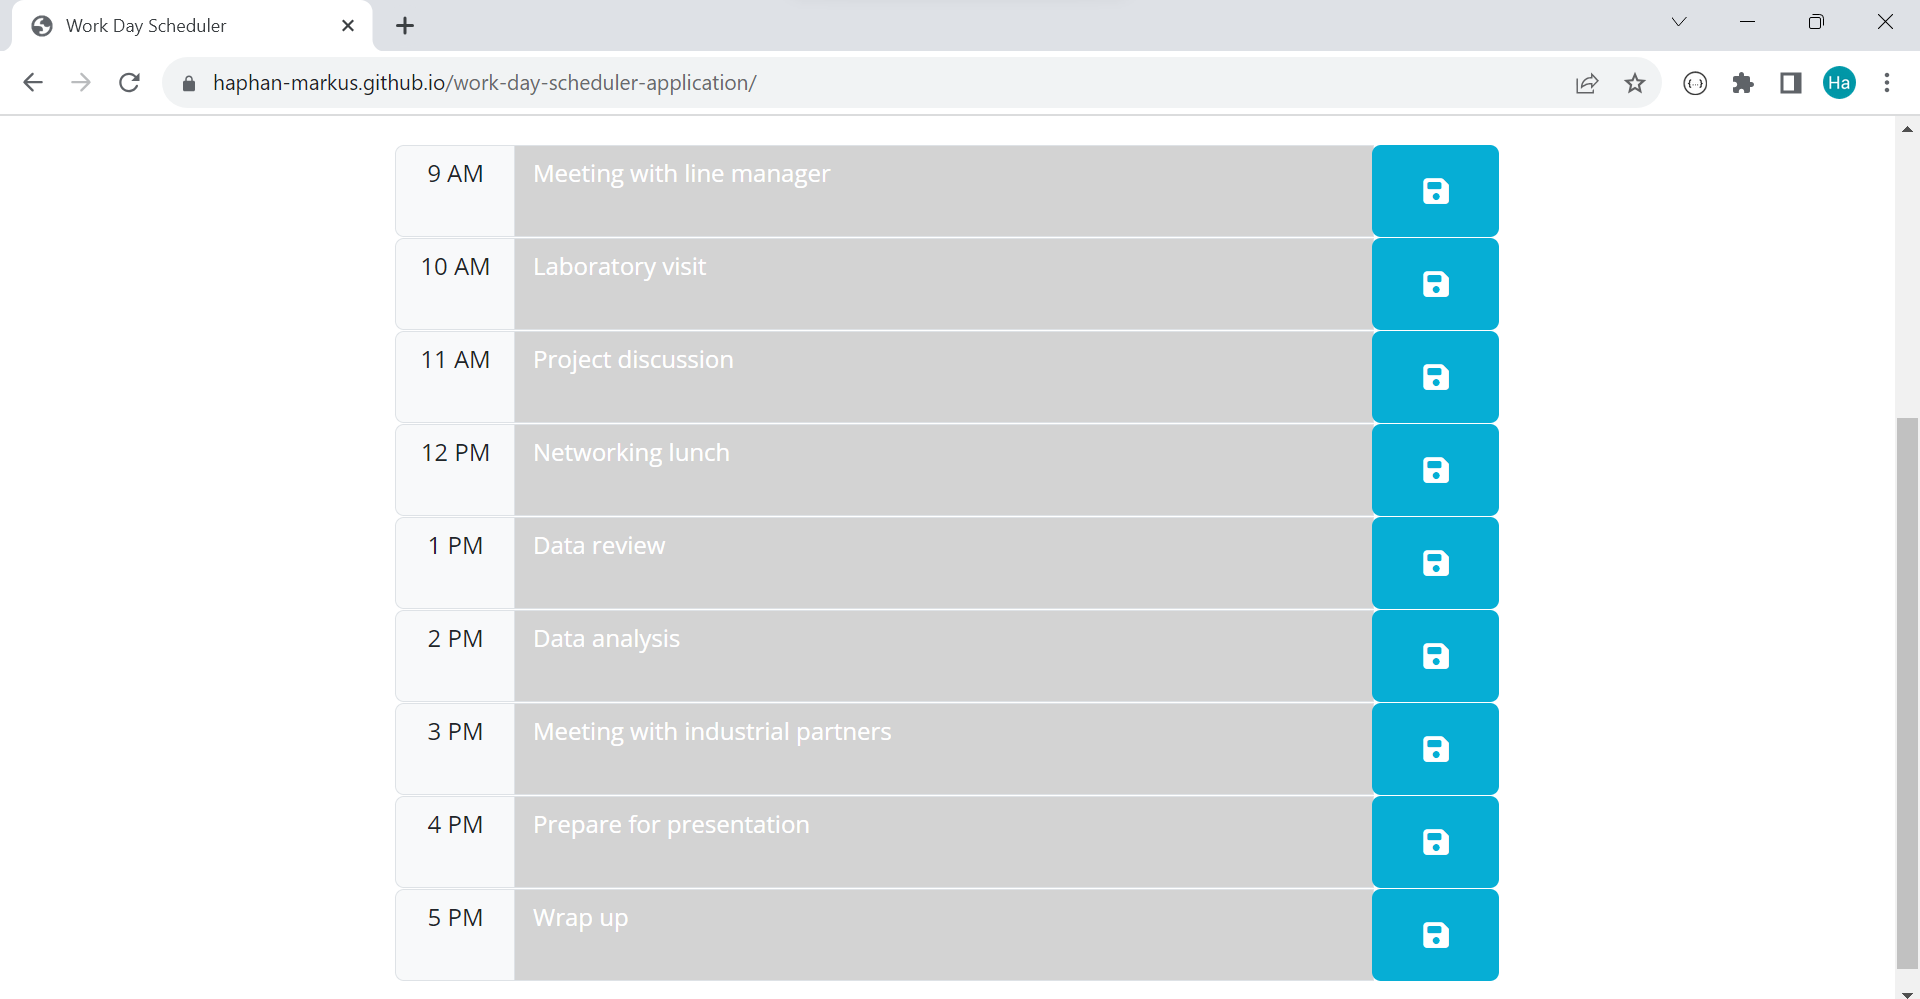 Work Day Scheduler
haphan-markus.github.io/work-day-scheduler-application/
Ha
9 AM Meeting with line manager
10 AM Laboratory visit
11 AM Project discussion
12 PM Networking lunch
1 PM Data review
2 PM Data analysis
3 PM Meeting with industrial partners
4 PM Prepare for presentation
5 PM Wrap up